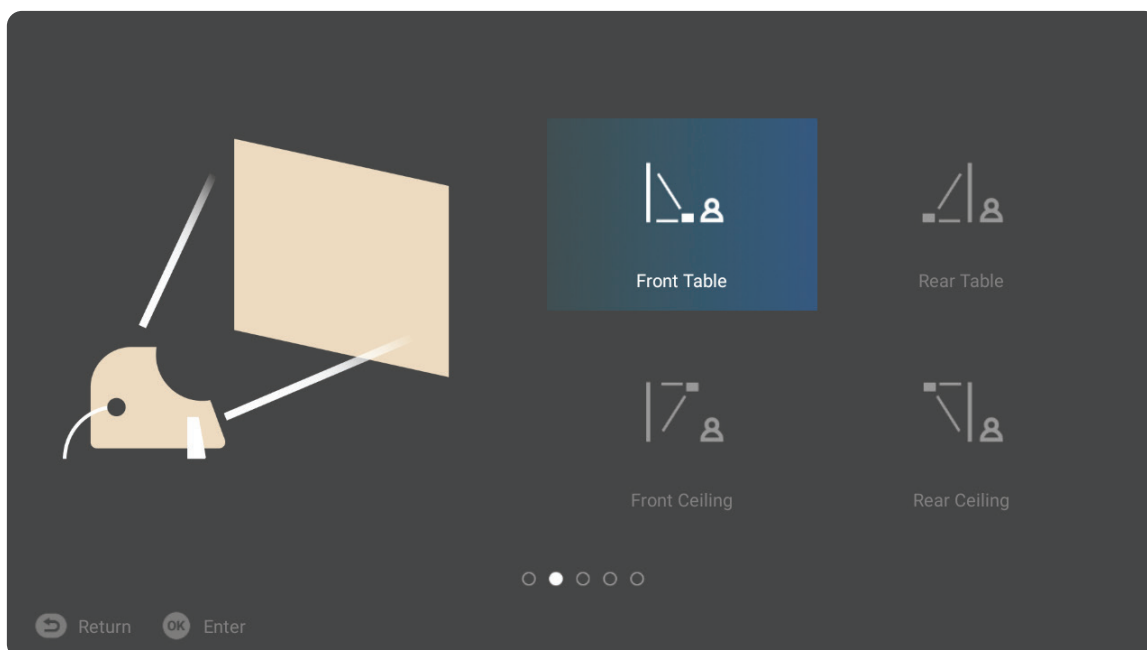 Front Table
Rear Table
Front Ceiling
Rear Ceiling
Return
OK
Enter